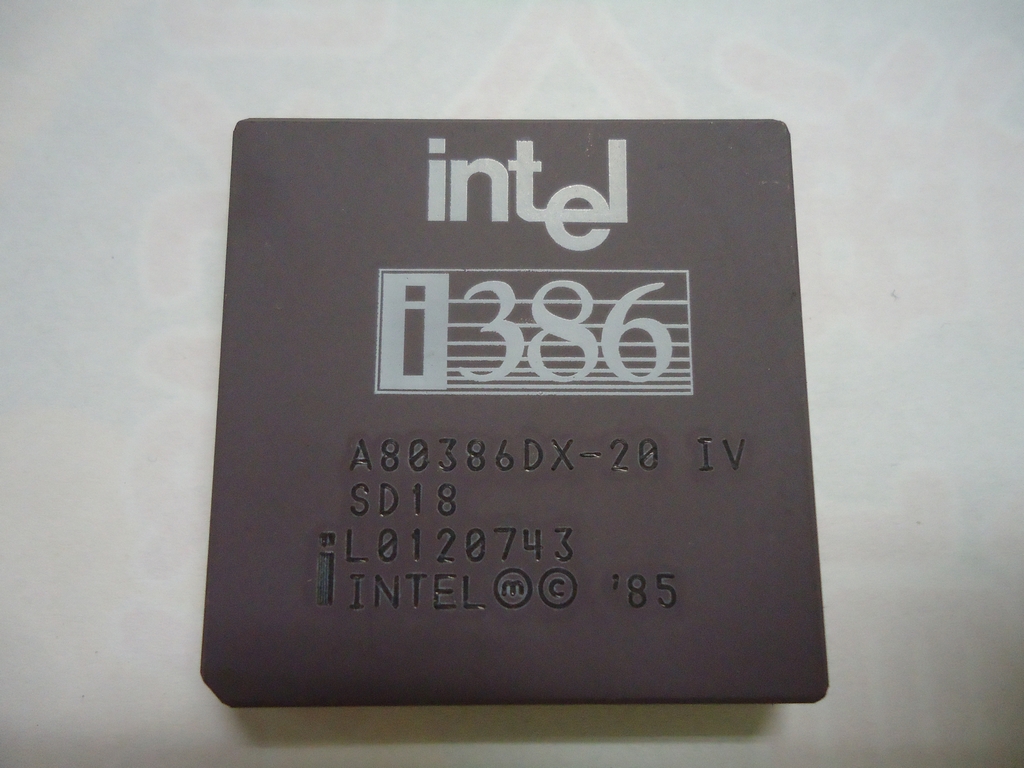 intel
i386
A80386DX-20 IV
SD18
L0120743
INTEL Ⓜ © '85